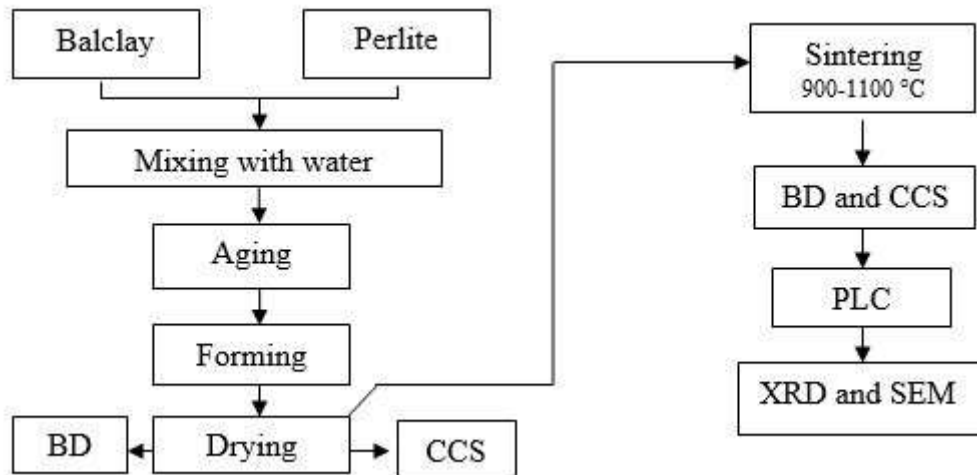 Balclay
Perlite
Mixing with water
Aging
Forming
BD
Drying
CCS
Sintering
900-1100 °C
BD and CCS
PLC
XRD and SEM